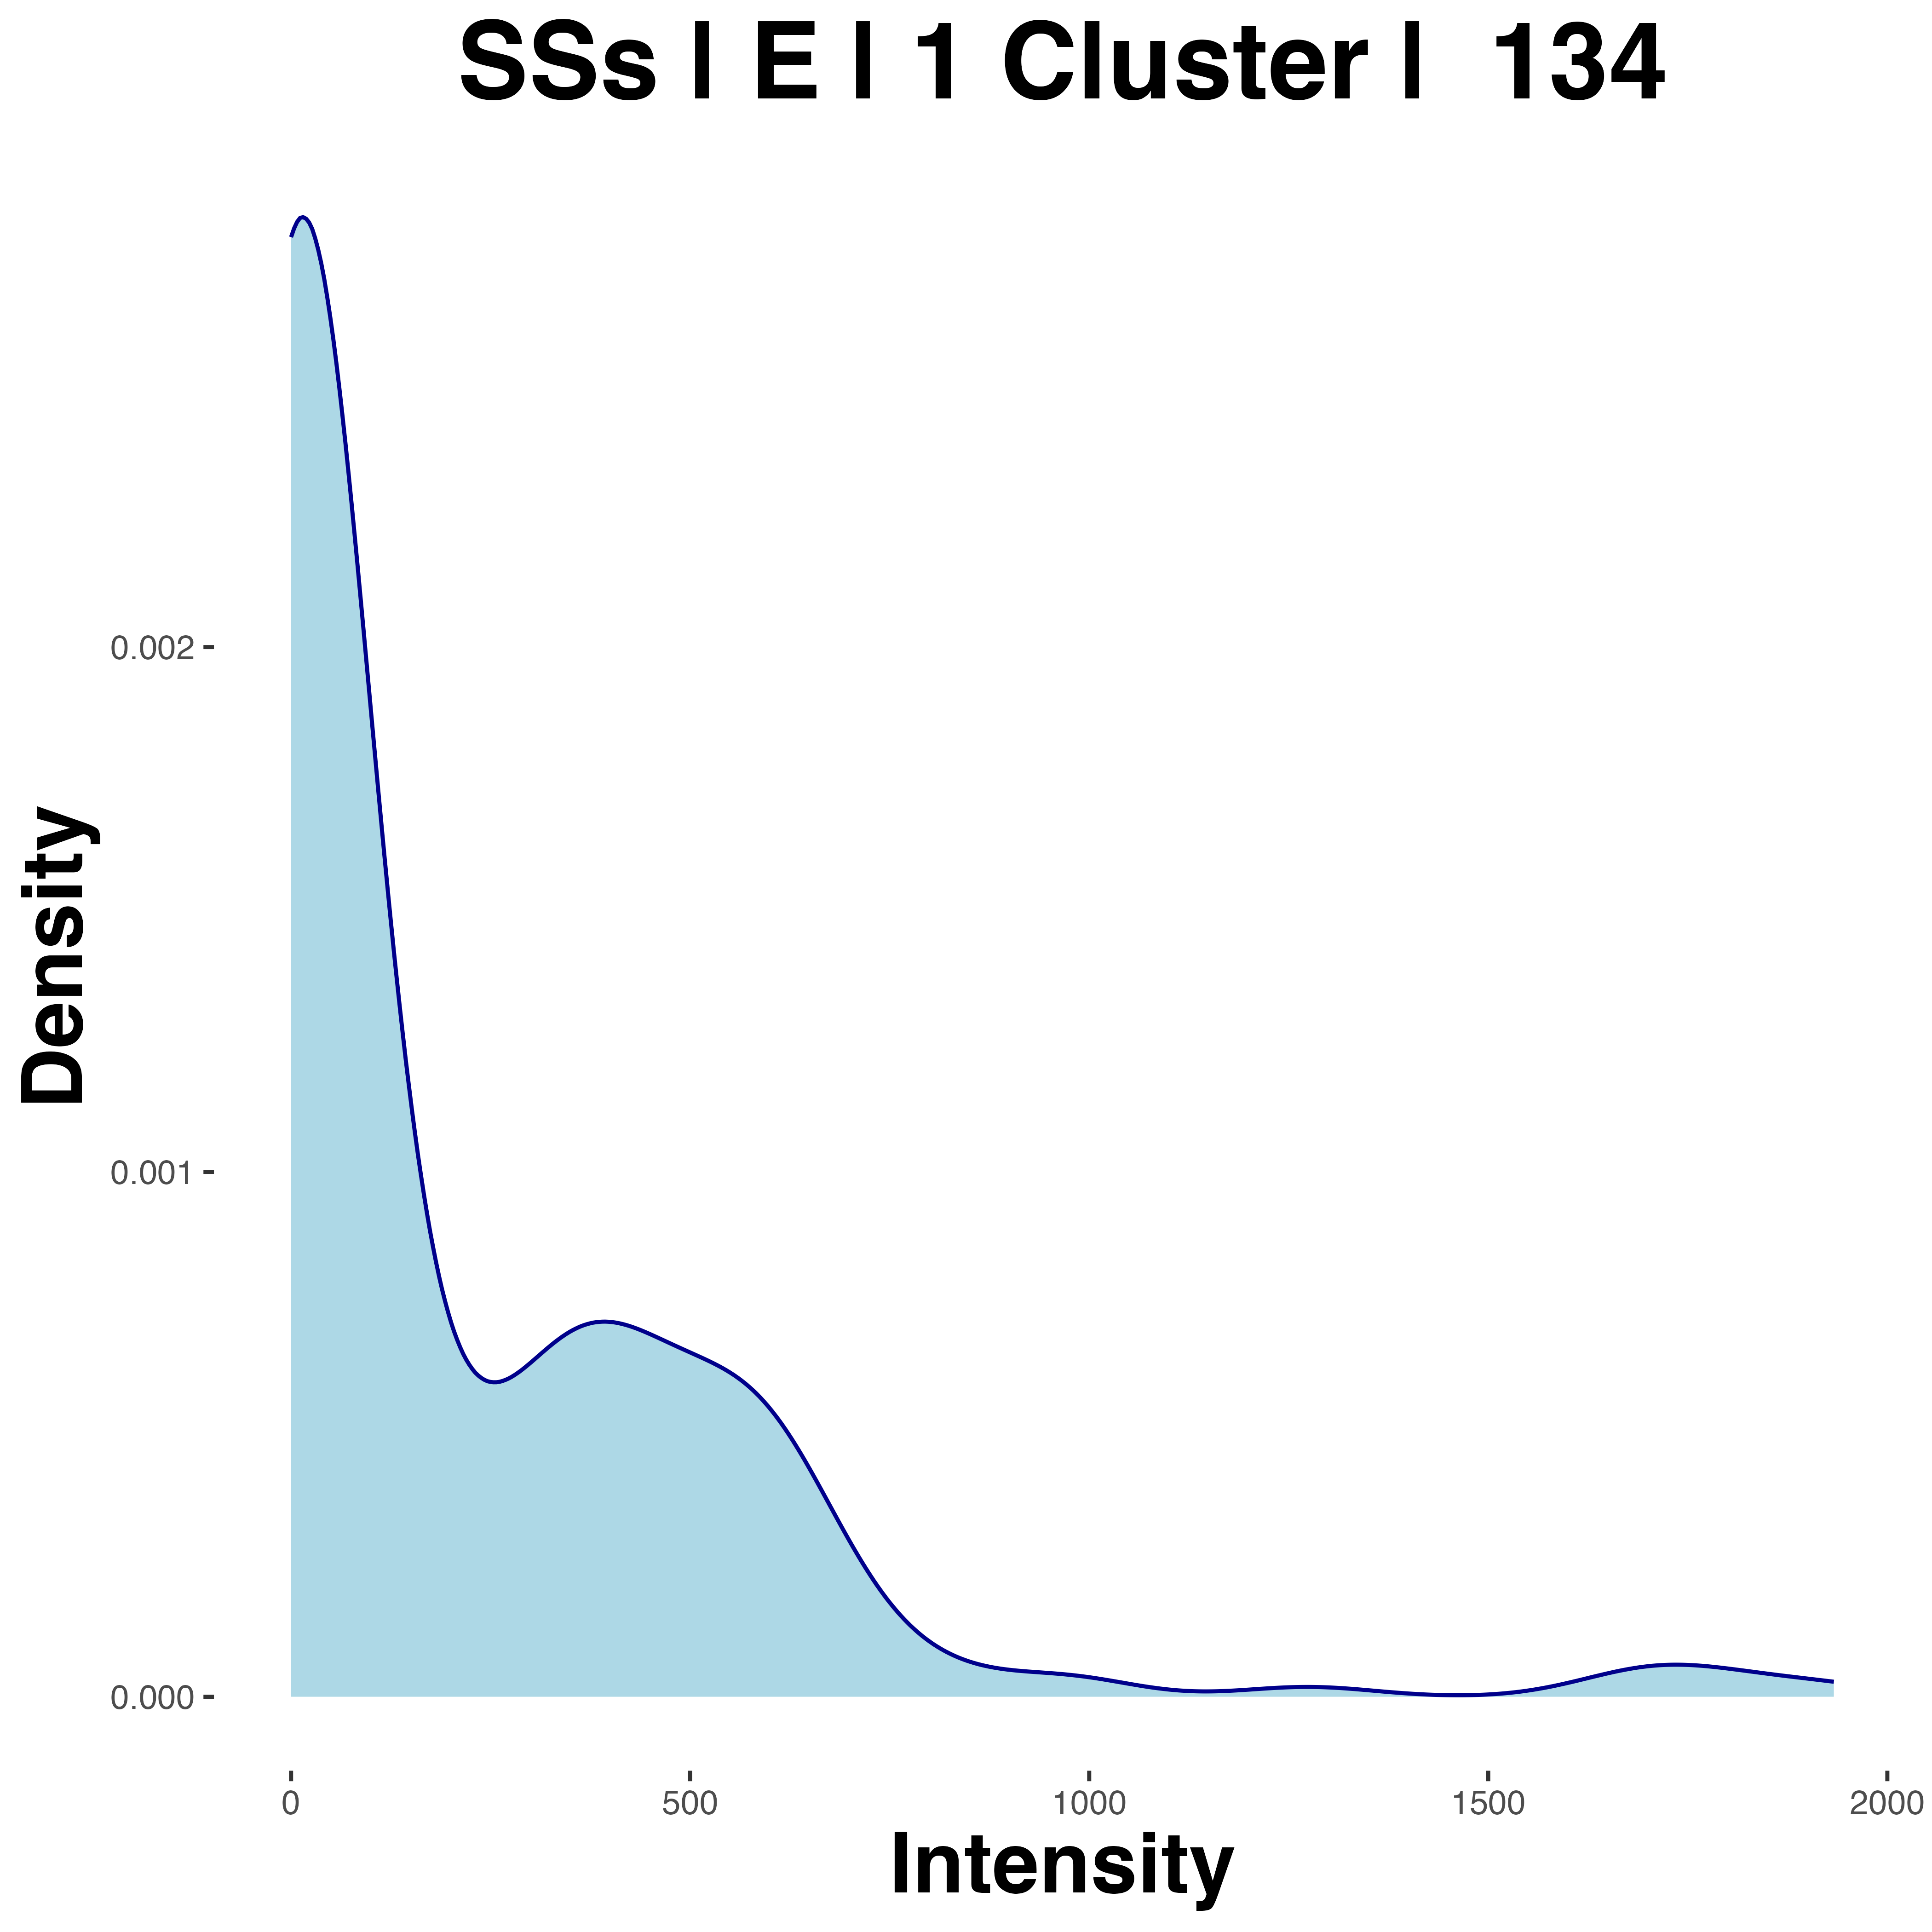 SSs | E | 1 Cluster |  134
Density
0.002
0.001
0.000
0 500 1000 1500 2000
Intensity